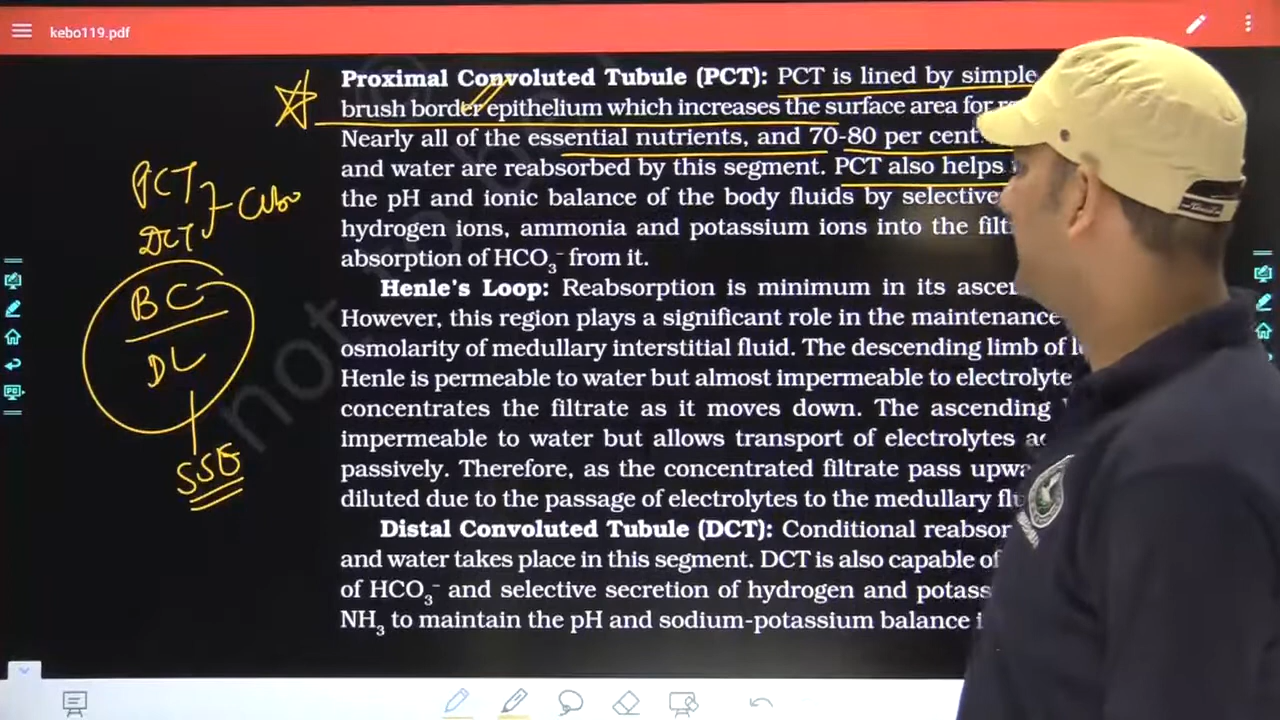 kebo119.pdf
Proximal Convoluted Tubule (PCT): PCT is lined by simple
brush border epithelium which increases the surface area for
Nearly all of the essential nutrients, and 70-80 per cent
and water are reabsorbed by this segment. PCT also helps
the pH and ionic balance of the body fluids by selective
hydrogen ions, ammonia and potassium ions into the
absorption of HCO₃⁻ from it.
Henle's Loop: Reabsorption is minimum in its
However, this region plays a significant role in the maintenance
osmolarity of medullary interstitial fluid. The descending limb of
Henle is permeable to water but almost impermeable to
concentrates the filtrate as it moves down. The ascending
impermeable to water but allows transport of electrolytes
passively. Therefore, as the concentrated filtrate pass
diluted due to the passage of electrolytes to the medullary
Distal Convoluted Tubule (DCT): Conditional
and water takes place in this segment. DCT is also capable of
of HCO₃⁻ and selective secretion of hydrogen and
NH₃ to maintain the pH and sodium-potassium balance
PCT
DCT
BC
DL
SSE
not to be